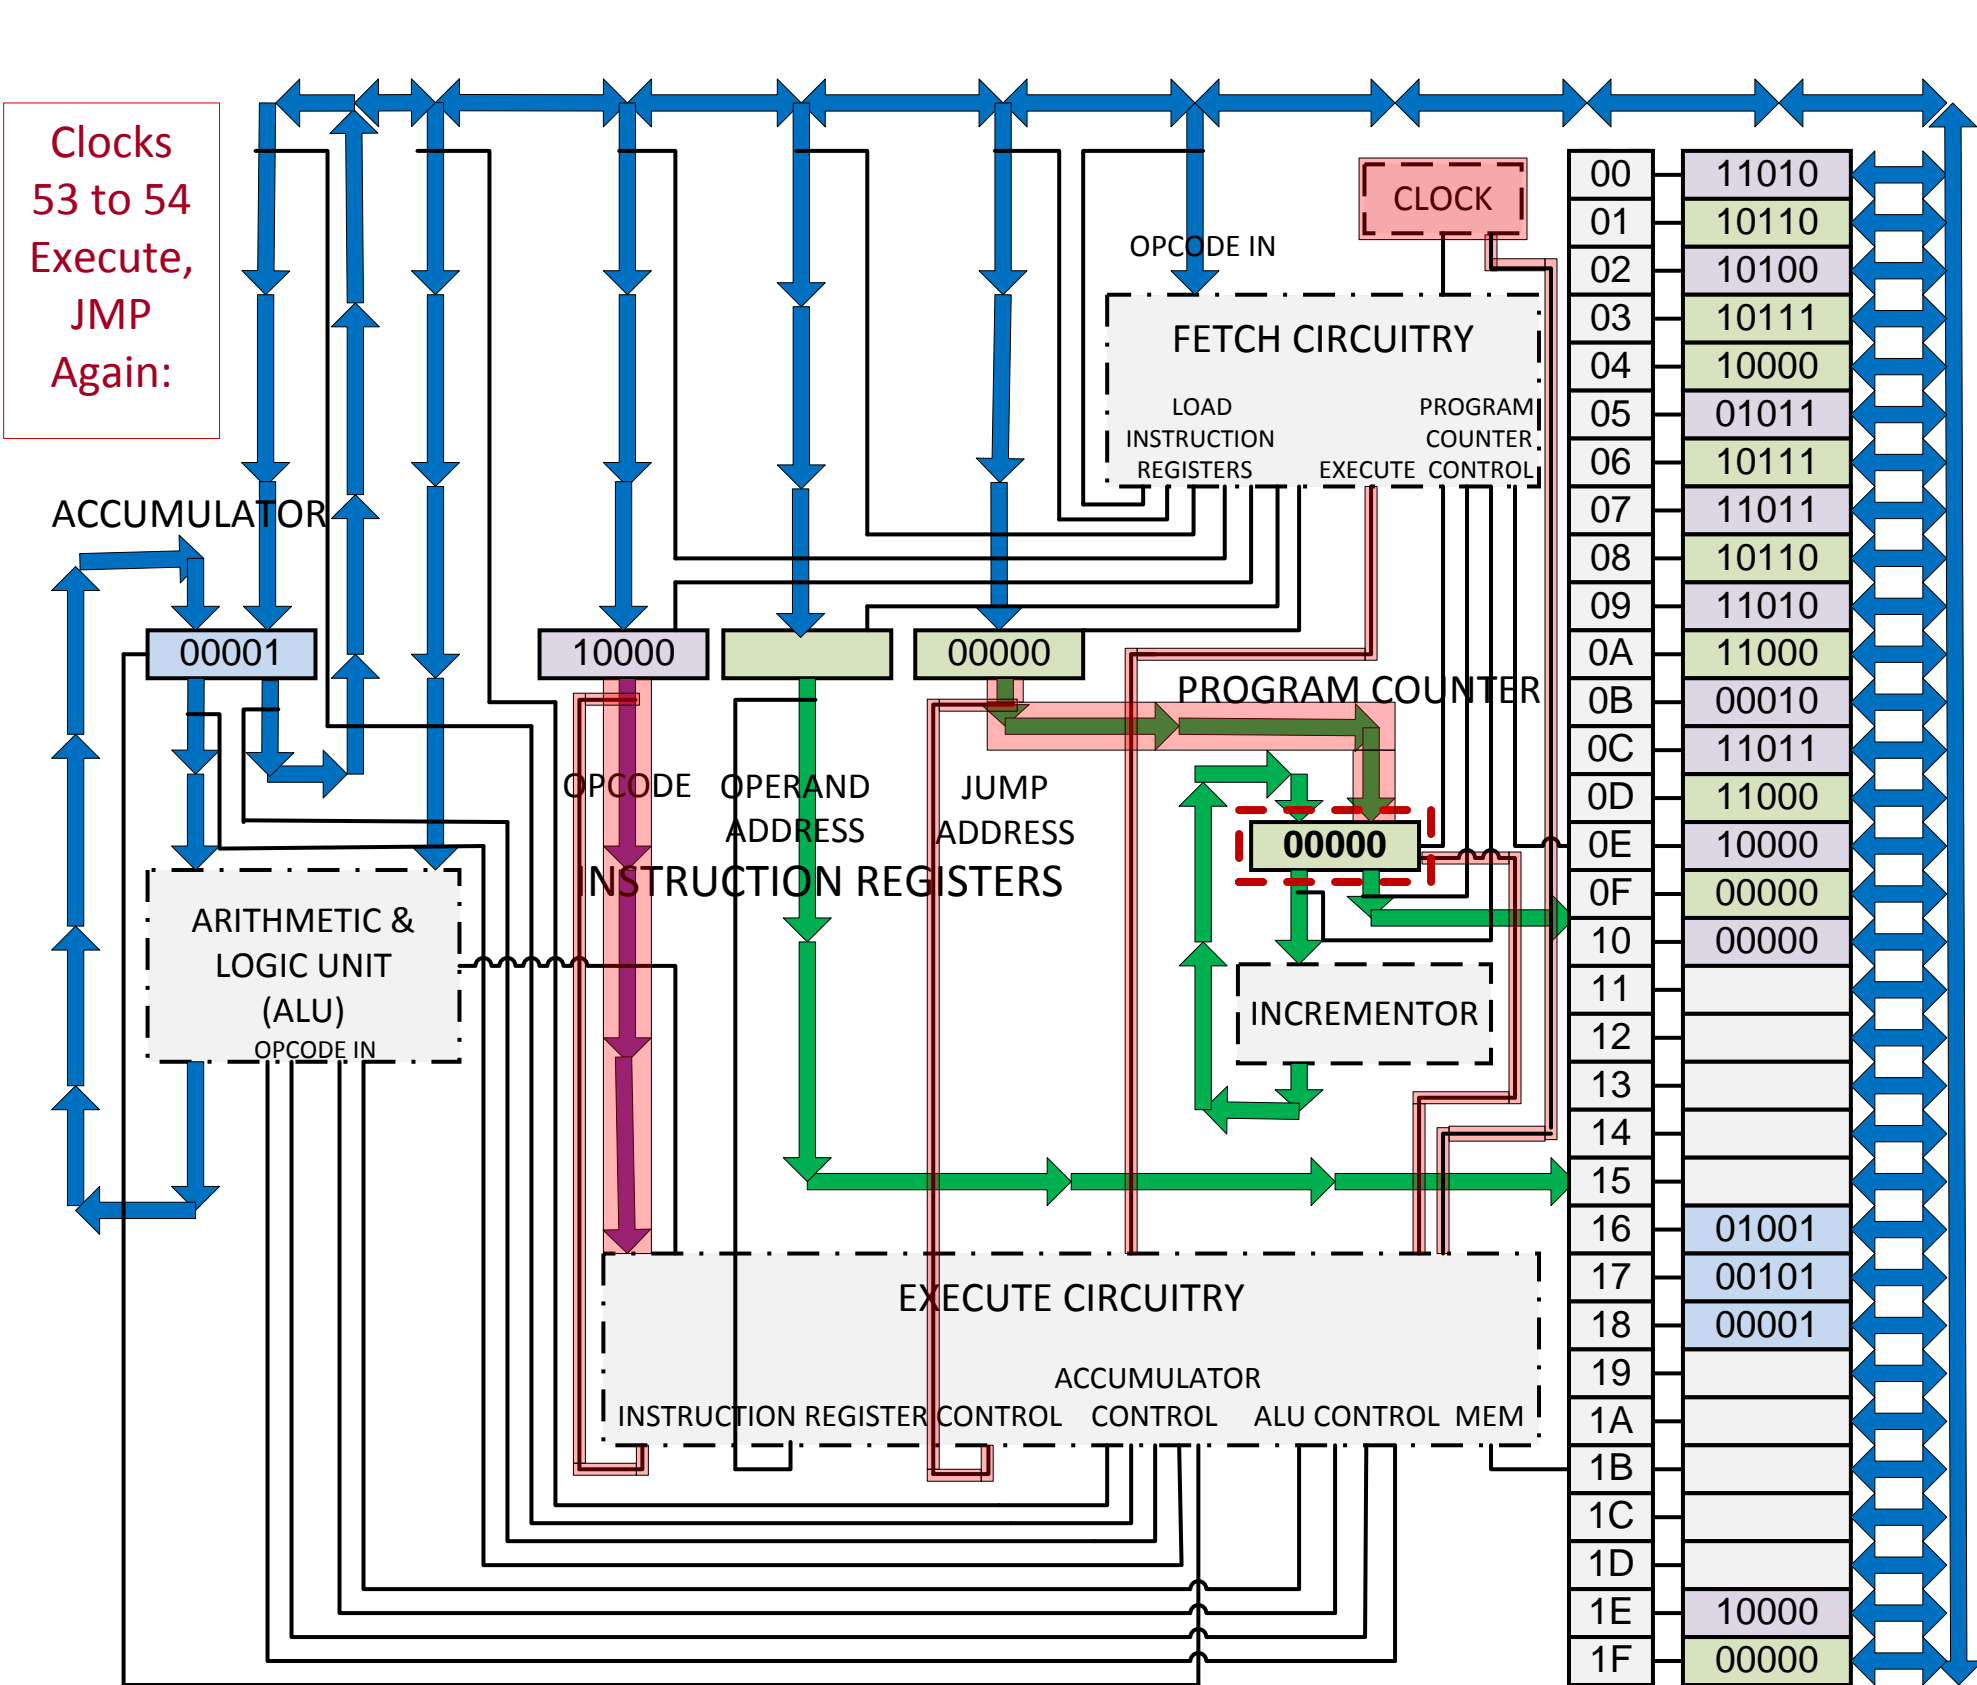 Clocks
53 to 54
Execute,
JMP
Again:
CLOCK
OPCODE IN
FETCH CIRCUITRY
LOAD
INSTRUCTION
REGISTERS
EXECUTE
PROGRAM
COUNTER
CONTROL
ACCUMULATOR
00001
10000
00000
PROGRAM COUNTER
OPCODE
OPERAND
ADDRESS
JUMP
ADDRESS
INSTRUCTION REGISTERS
00000
INCREMENTOR
ARITHMETIC &
LOGIC UNIT
(ALU)
OPCODE IN
EXECUTE CIRCUITRY
INSTRUCTION REGISTER CONTROL
ACCUMULATOR
CONTROL
ALU CONTROL
MEM
00 11010
01 10110
02 10100
03 10111
04 10000
05 01011
06 10111
07 11011
08 10110
09 11010
0A 11000
0B 00010
0C 11011
0D 11000
0E 10000
0F 00000
10 00000
11
12
13
14
15
16 01001
17 00101
18 00001
19
1A
1B
1C
1D
1E 10000
1F 00000